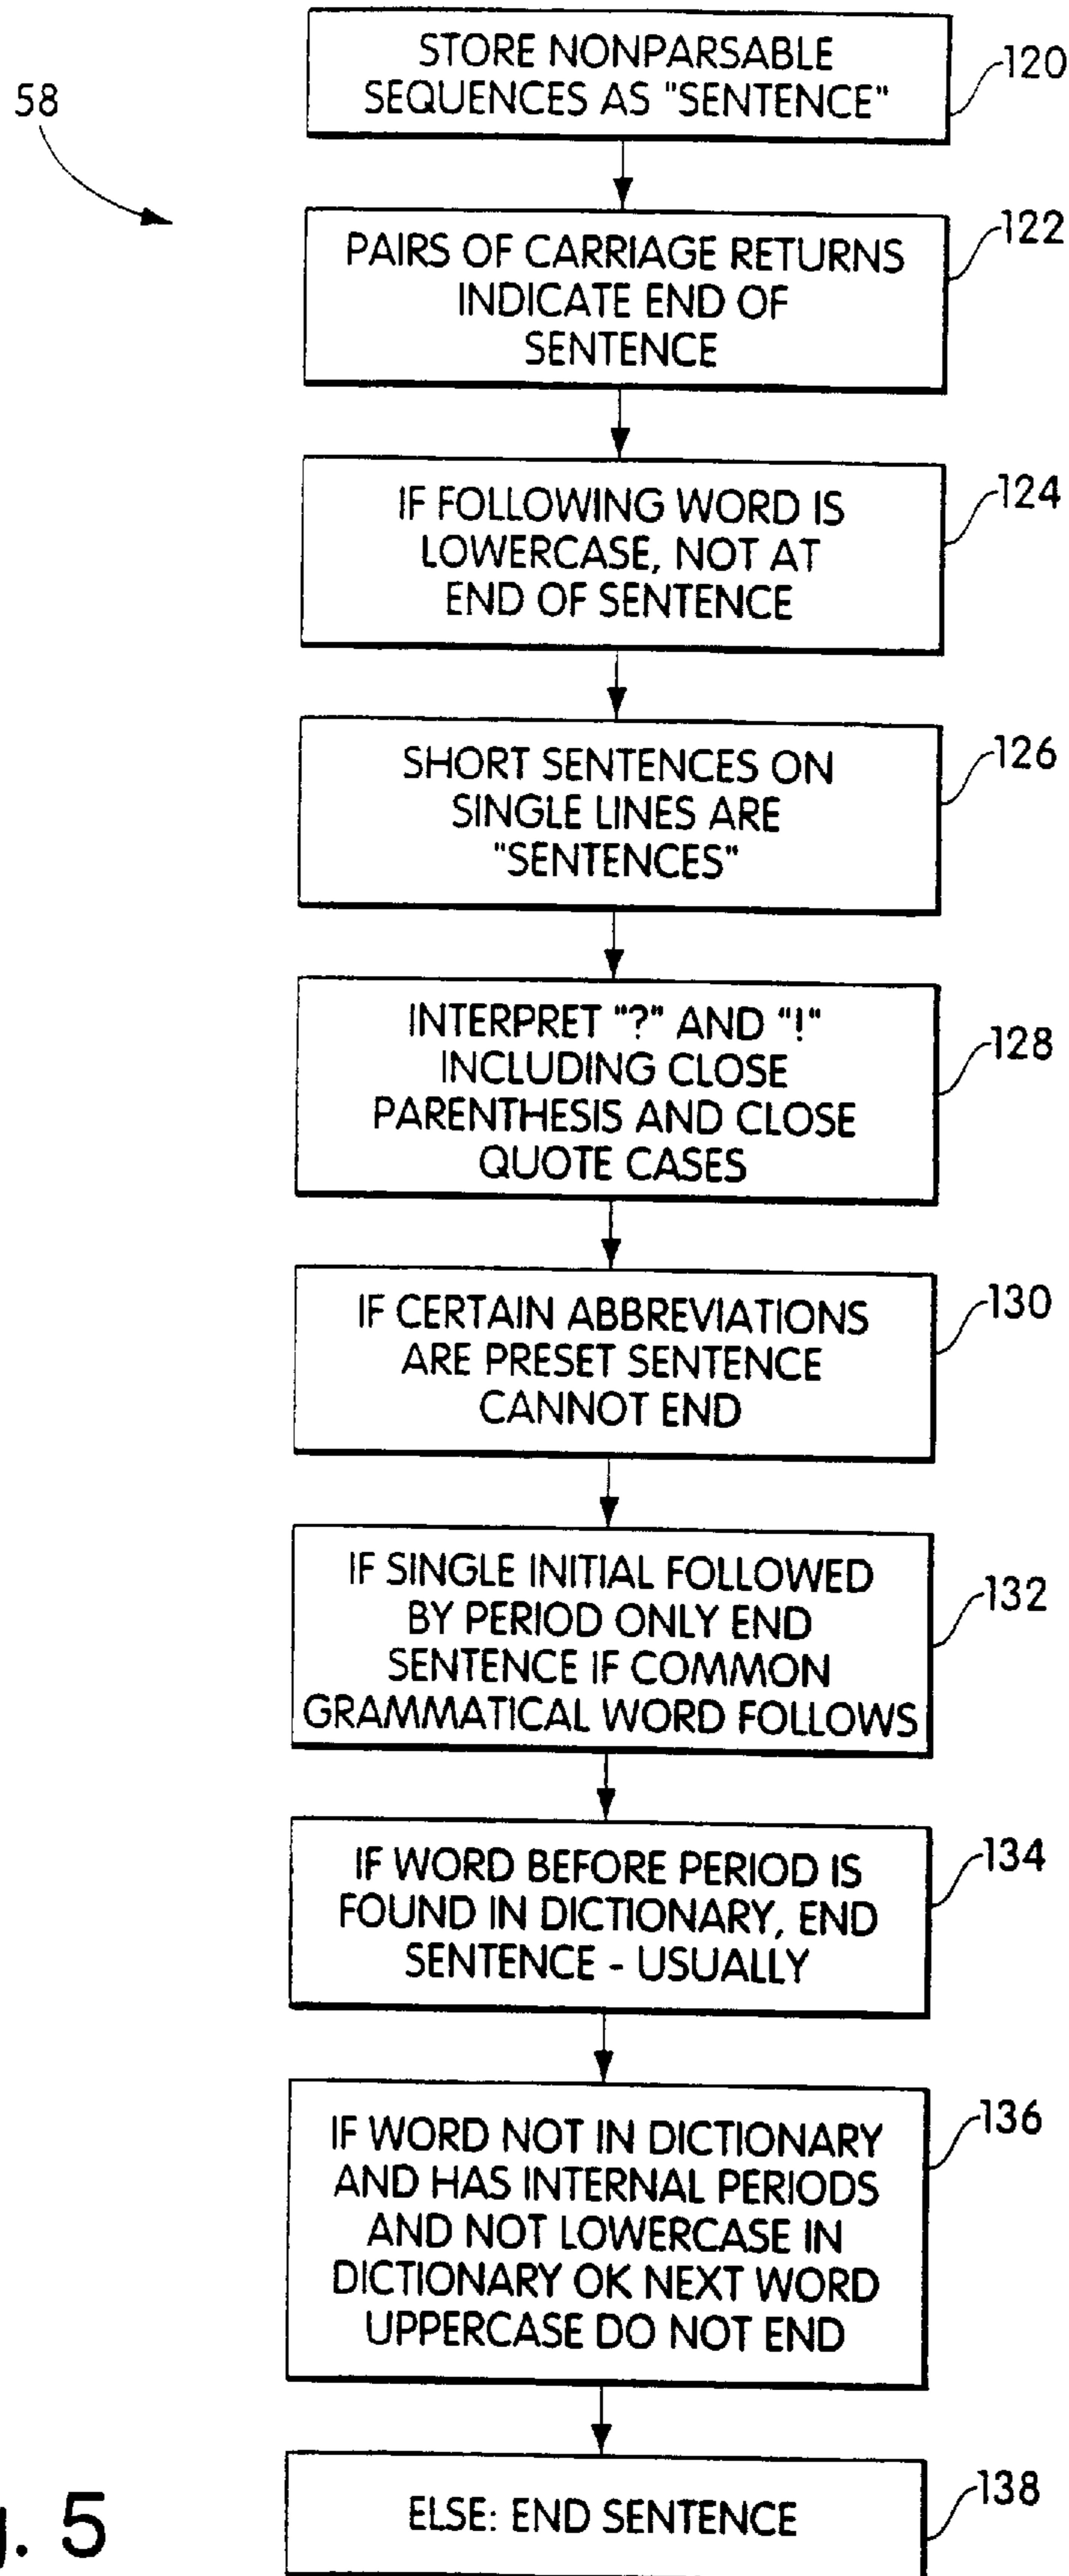 58
STORE NONPARSABLE
SEQUENCES AS "SENTENCE"
120
PAIRS OF CARRIAGE RETURNS
INDICATE END OF
SENTENCE
122
IF FOLLOWING WORD IS
LOWERCASE, NOT AT
END OF SENTENCE
124
SHORT SENTENCES ON
SINGLE LINES ARE
"SENTENCES"
126
INTERPRET "?" AND "!"
INCLUDING CLOSE
PARENTHESIS AND CLOSE
QUOTE CASES
128
IF CERTAIN ABBREVIATIONS
ARE PRESET SENTENCE
CANNOT END
130
IF SINGLE INITIAL FOLLOWED
BY PERIOD ONLY END
SENTENCE IF COMMON
GRAMMATICAL WORD FOLLOWS
132
IF WORD BEFORE PERIOD IS
FOUND IN DICTIONARY, END
SENTENCE - USUALLY
134
IF WORD NOT IN DICTIONARY
AND HAS INTERNAL PERIODS
AND NOT LOWERCASE IN
DICTIONARY OK NEXT WORD
UPPERCASE DO NOT END
136
ELSE: END SENTENCE
138
g. 5